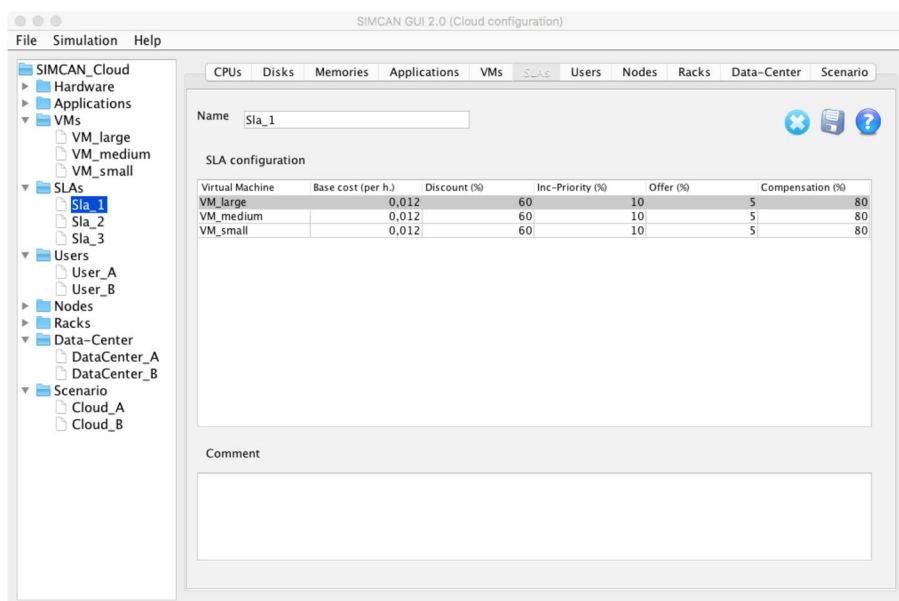 SIMCAN GUI 2.0 (Cloud configuration)
File Simulation Help
SIMCAN_Cloud
Hardware
Applications
VMs
VM_large
VM_medium
VM_small
SLAs
Sla_1
Sla_2
Sla_3
Users
User_A
User_B
Nodes
Racks
Data-Center
DataCenter_A
DataCenter_B
Scenario
Cloud_A
Cloud_B
CPUs Disks Memories Applications VMs SLAs Users Nodes Racks Data-Center Scenario
Name Sla_1
?
SLA configuration
Virtual Machine Base cost (per h.) Discount (%) Inc-Priority (%) Offer (%) Compensation (%)
VM_large 0,012 60 10 5 80
VM_medium 0,012 60 10 5 80
VM_small 0,012 60 10 5 80
Comment